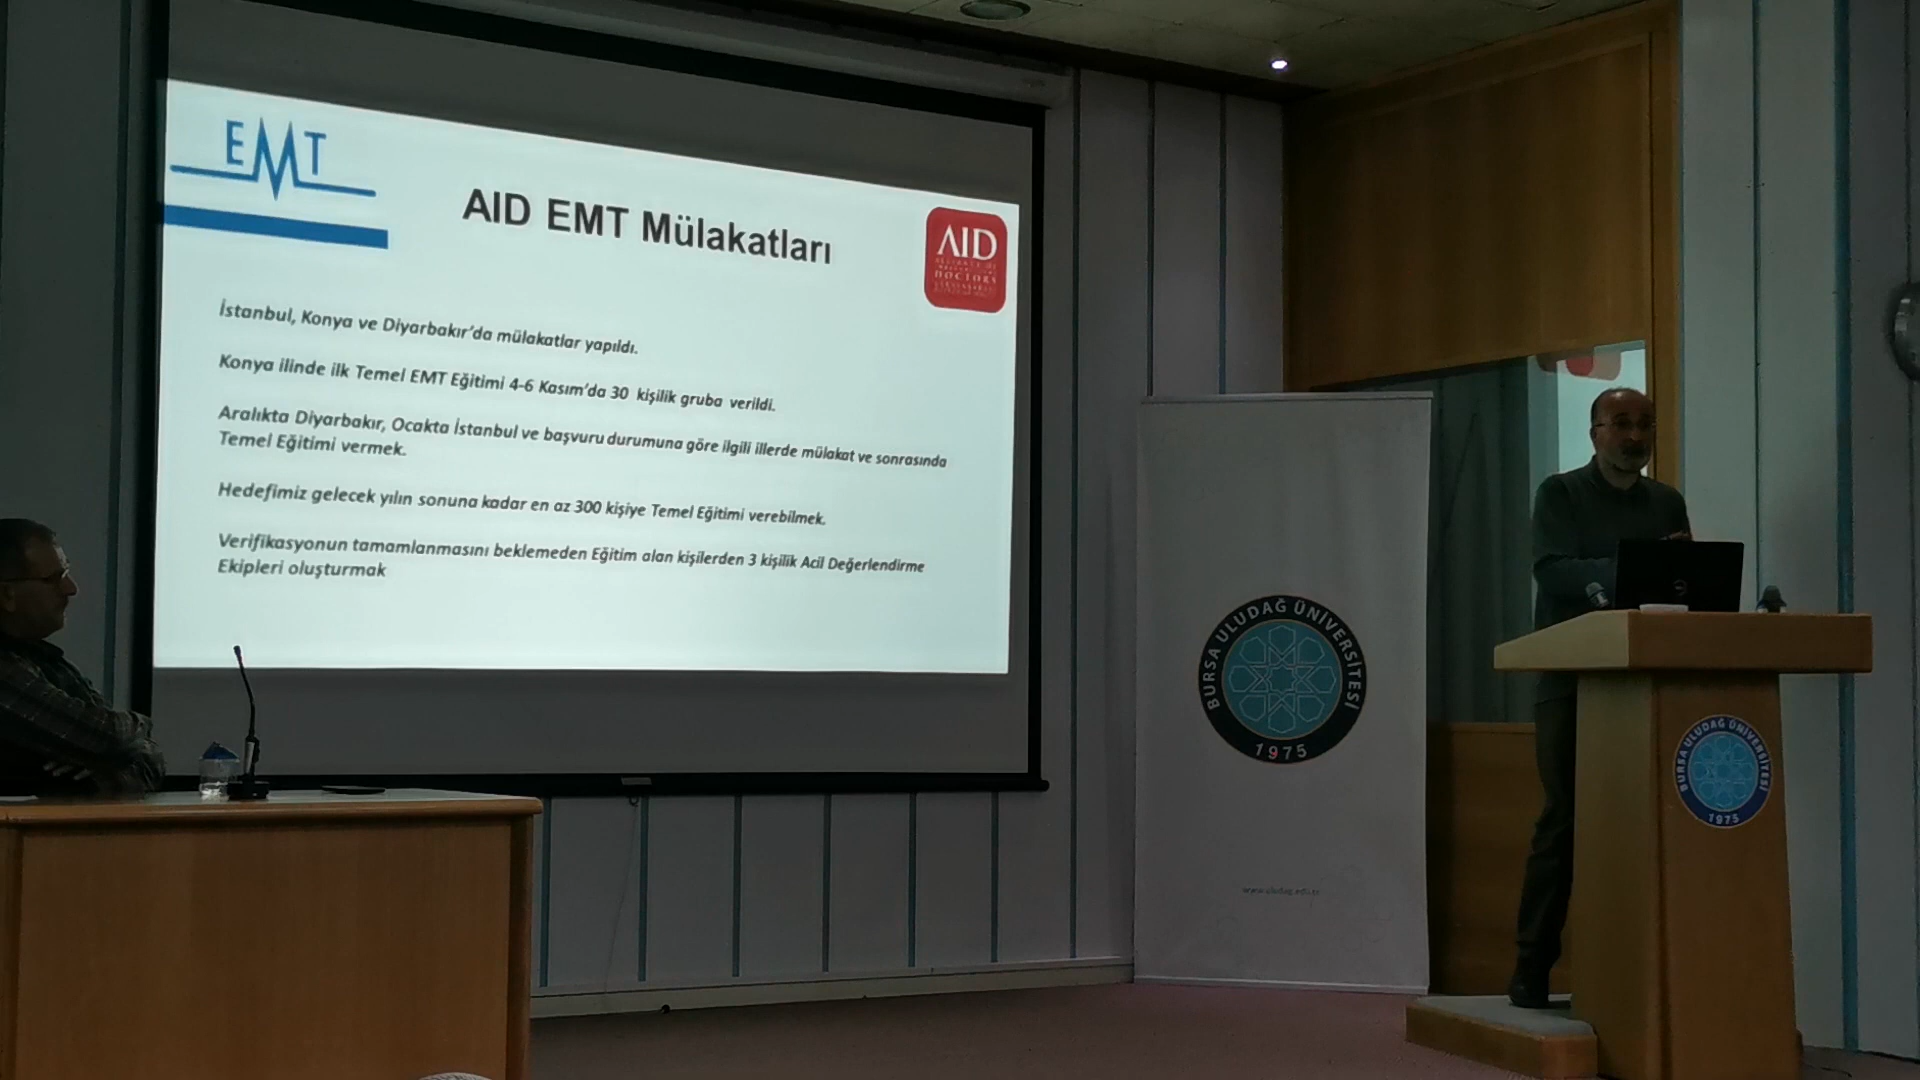 EMT
AID EMT Mülakatları
AID
DOCTORS
İstanbul, Konya ve Diyarbakır'da mülakatlar yapıldı.
Konya ilinde ilk Temel EMT Eğitimi 4-6 Kasım'da 30 kişilik gruba verildi.
Aralıkta Diyarbakır, Ocakta İstanbul ve başvuru durumuna göre ilgili illerde mülakat ve sonrasında
Temel Eğitimi vermek.
Hedefimiz gelecek yılın sonuna kadar en az 300 kişiye Temel Eğitimi verebilmek.
Verifikasyonun tamamlanmasını beklemeden Eğitim alan kişilerden 3 kişilik Acil Değerlendirme
Ekipleri oluşturmak
BURSA ULUDAĞ ÜNİVERSİTESİ
1975
www.uludag.edu.tr
BURSA ULUDAĞ ÜNİVERSİTESİ
1975